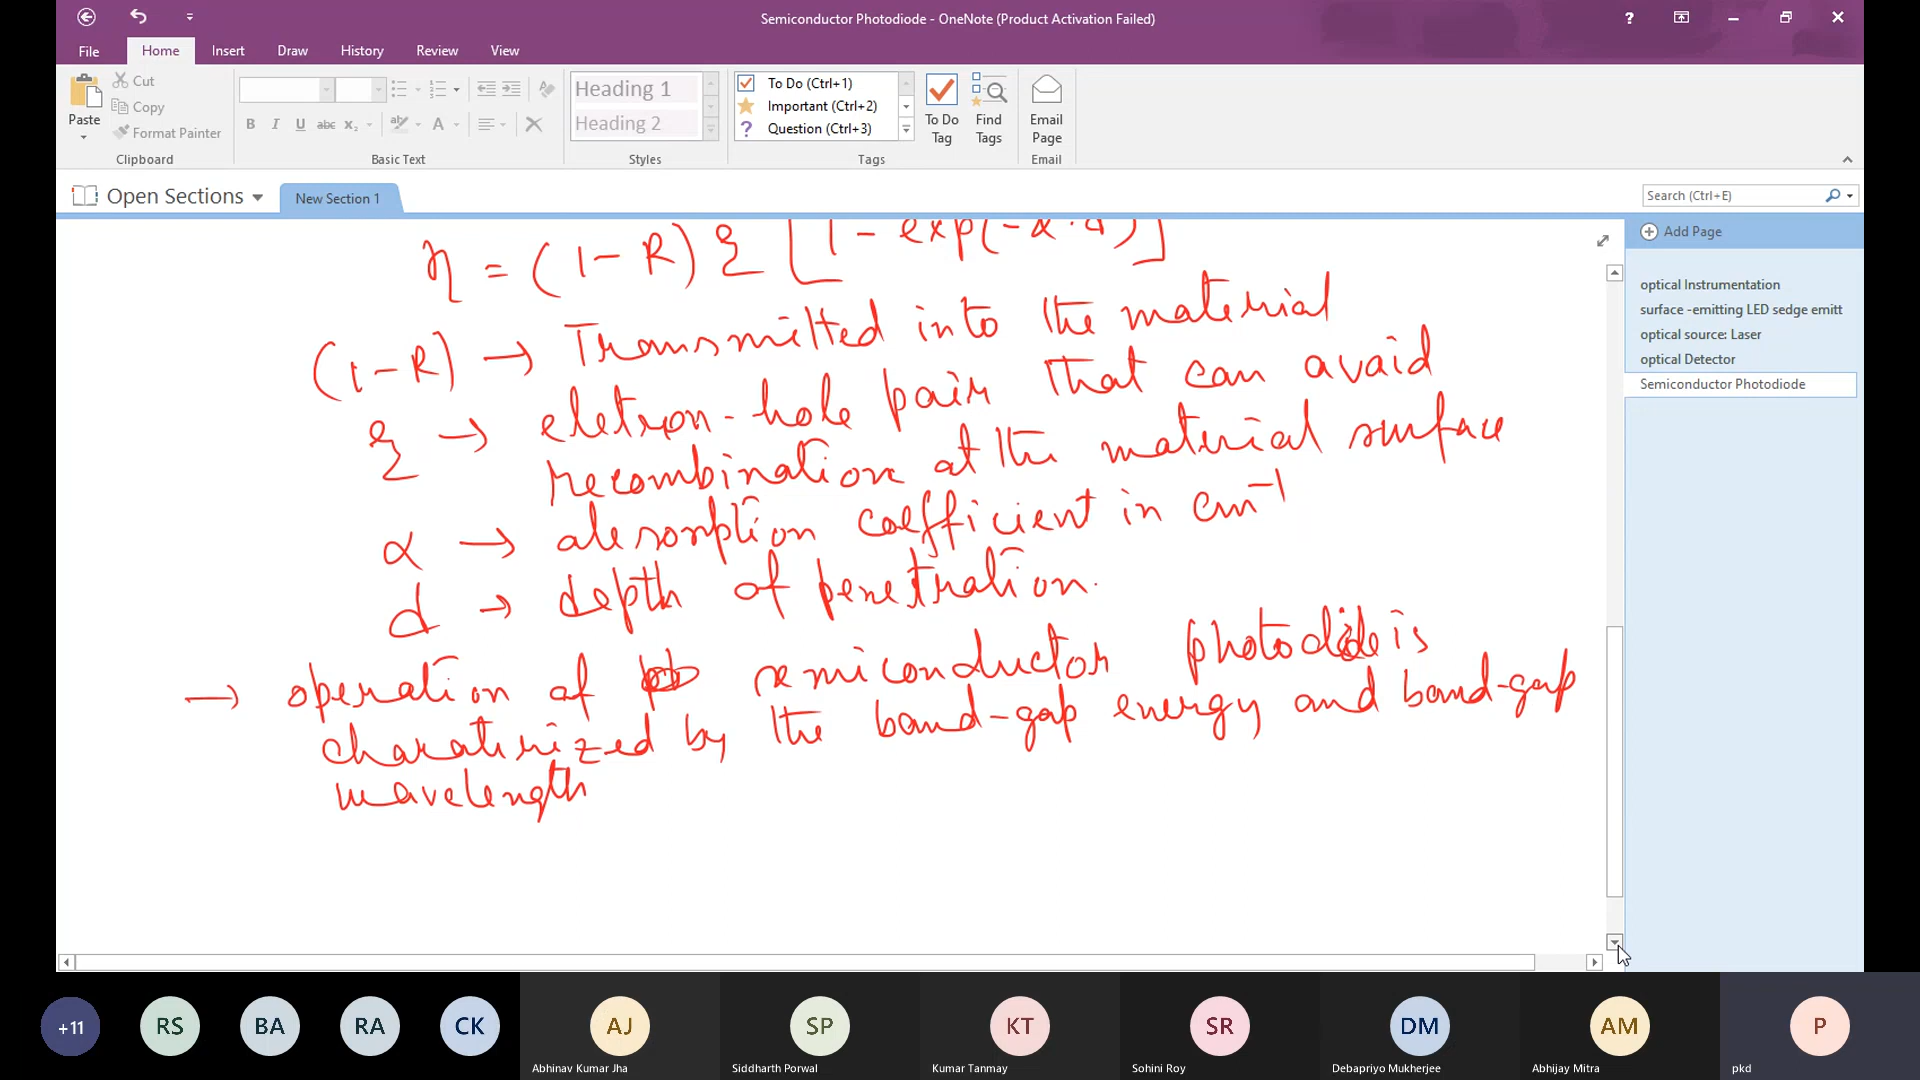 Semiconductor Photodiode - OneNote (Product Activation Failed)
?
File Home Insert Draw History Review View
Paste
Cut
Copy
Format Painter
Clipboard
B I U abc x₂ A
Basic Text
Heading 1
Heading 2
Styles
To Do (Ctrl+1)
Important (Ctrl+2)
? Question (Ctrl+3)
To Do Tag
Find Tags
Tags
Email Page
Email
Open Sections
New Section 1
Search (Ctrl+E)
Add Page
optical Instrumentation
surface -emitting LED sedge emitt
optical source: Laser
optical Detector
Semiconductor Photodiode
η = (1-R) ξ [1 - exp(-α.d)]
(1-R) → Transmitted into the material
ξ → eletron-hole pair that can avaid
recombination at the material surface
α → absorption coefficient in cm⁻¹
d → depth of penetration.
→ operation of semiconductor photodide is
charaterized by the band-gap energy and band-gap
wavelength
+11 RS BA RA CK AJ SP KT SR DM AM P
Abhinav Kumar Jha Siddharth Porwal Kumar Tanmay Sohini Roy Debapriyo Mukherjee Abhijay Mitra pkd